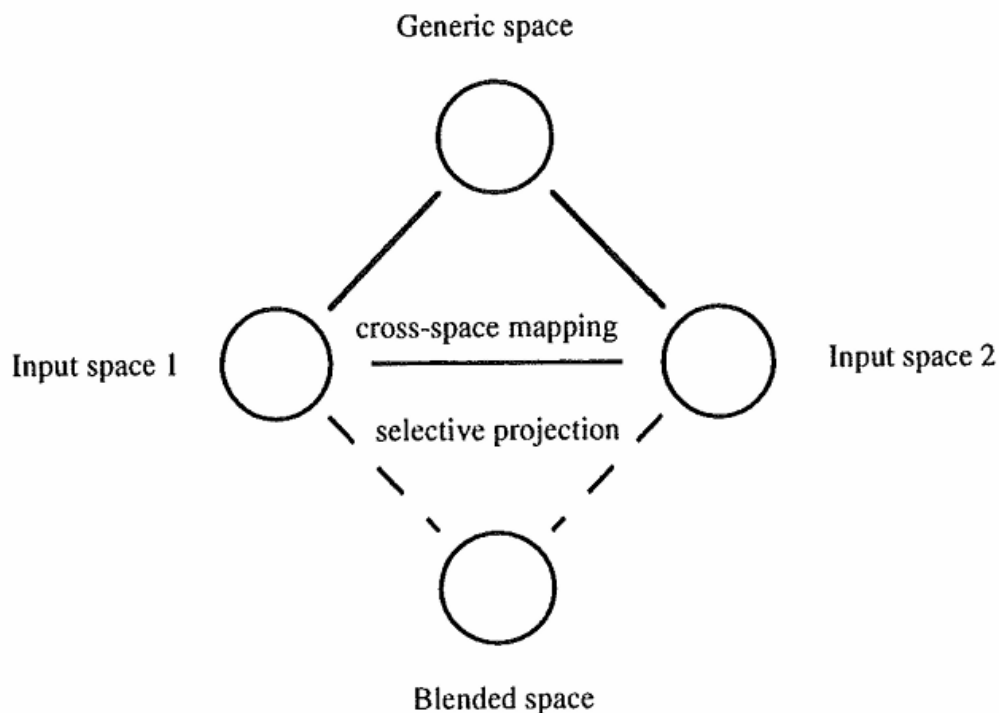 Generic space
cross-space mapping
Input space 1
Input space 2
selective projection
Blended space